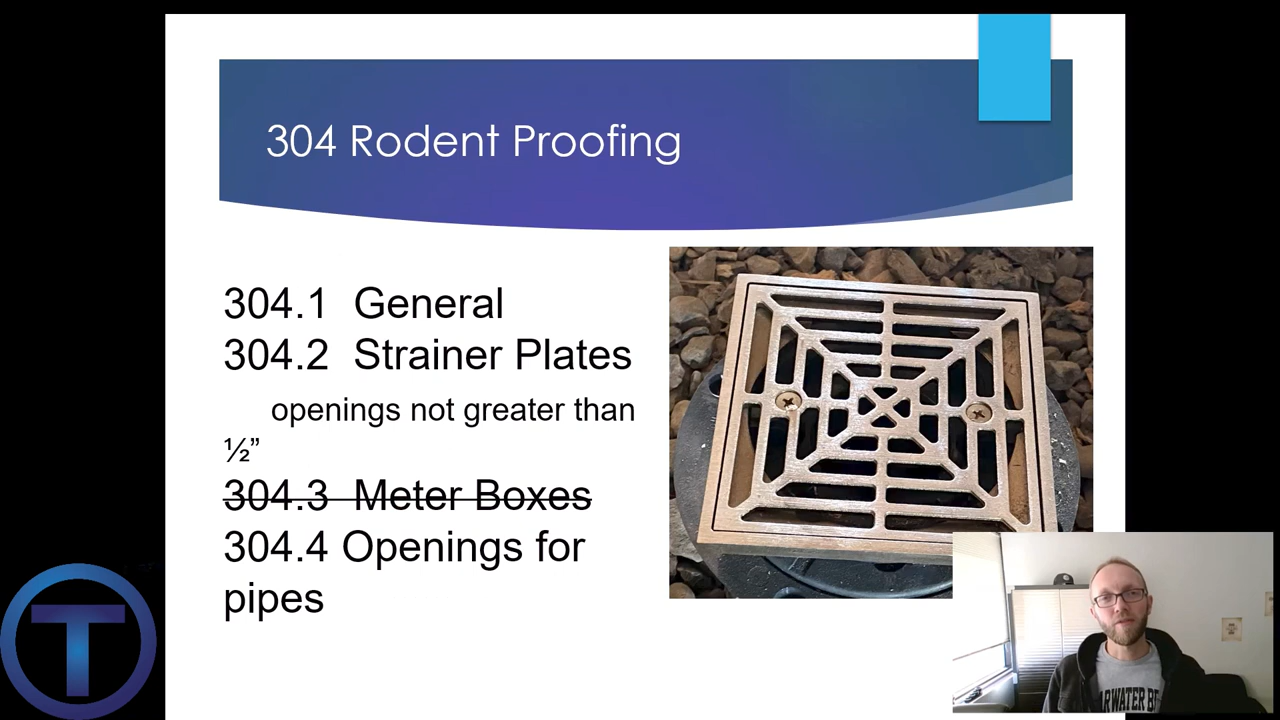 304 Rodent Proofing
304.1 General
304.2 Strainer Plates
openings not greater than
½”
304.3 Meter Boxes
304.4 Openings for
pipes
T